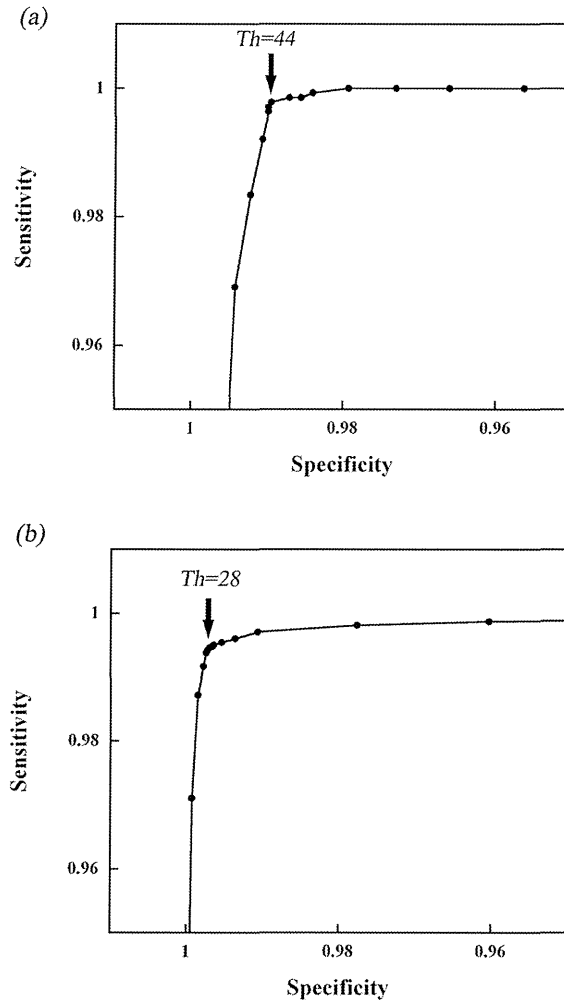 (a)
Th=44
1
0.98
0.96
Sensitivity
1
0.98
0.96
Specificity
(b)
Th=28
1
0.98
0.96
Sensitivity
1
0.98
0.96
Specificity